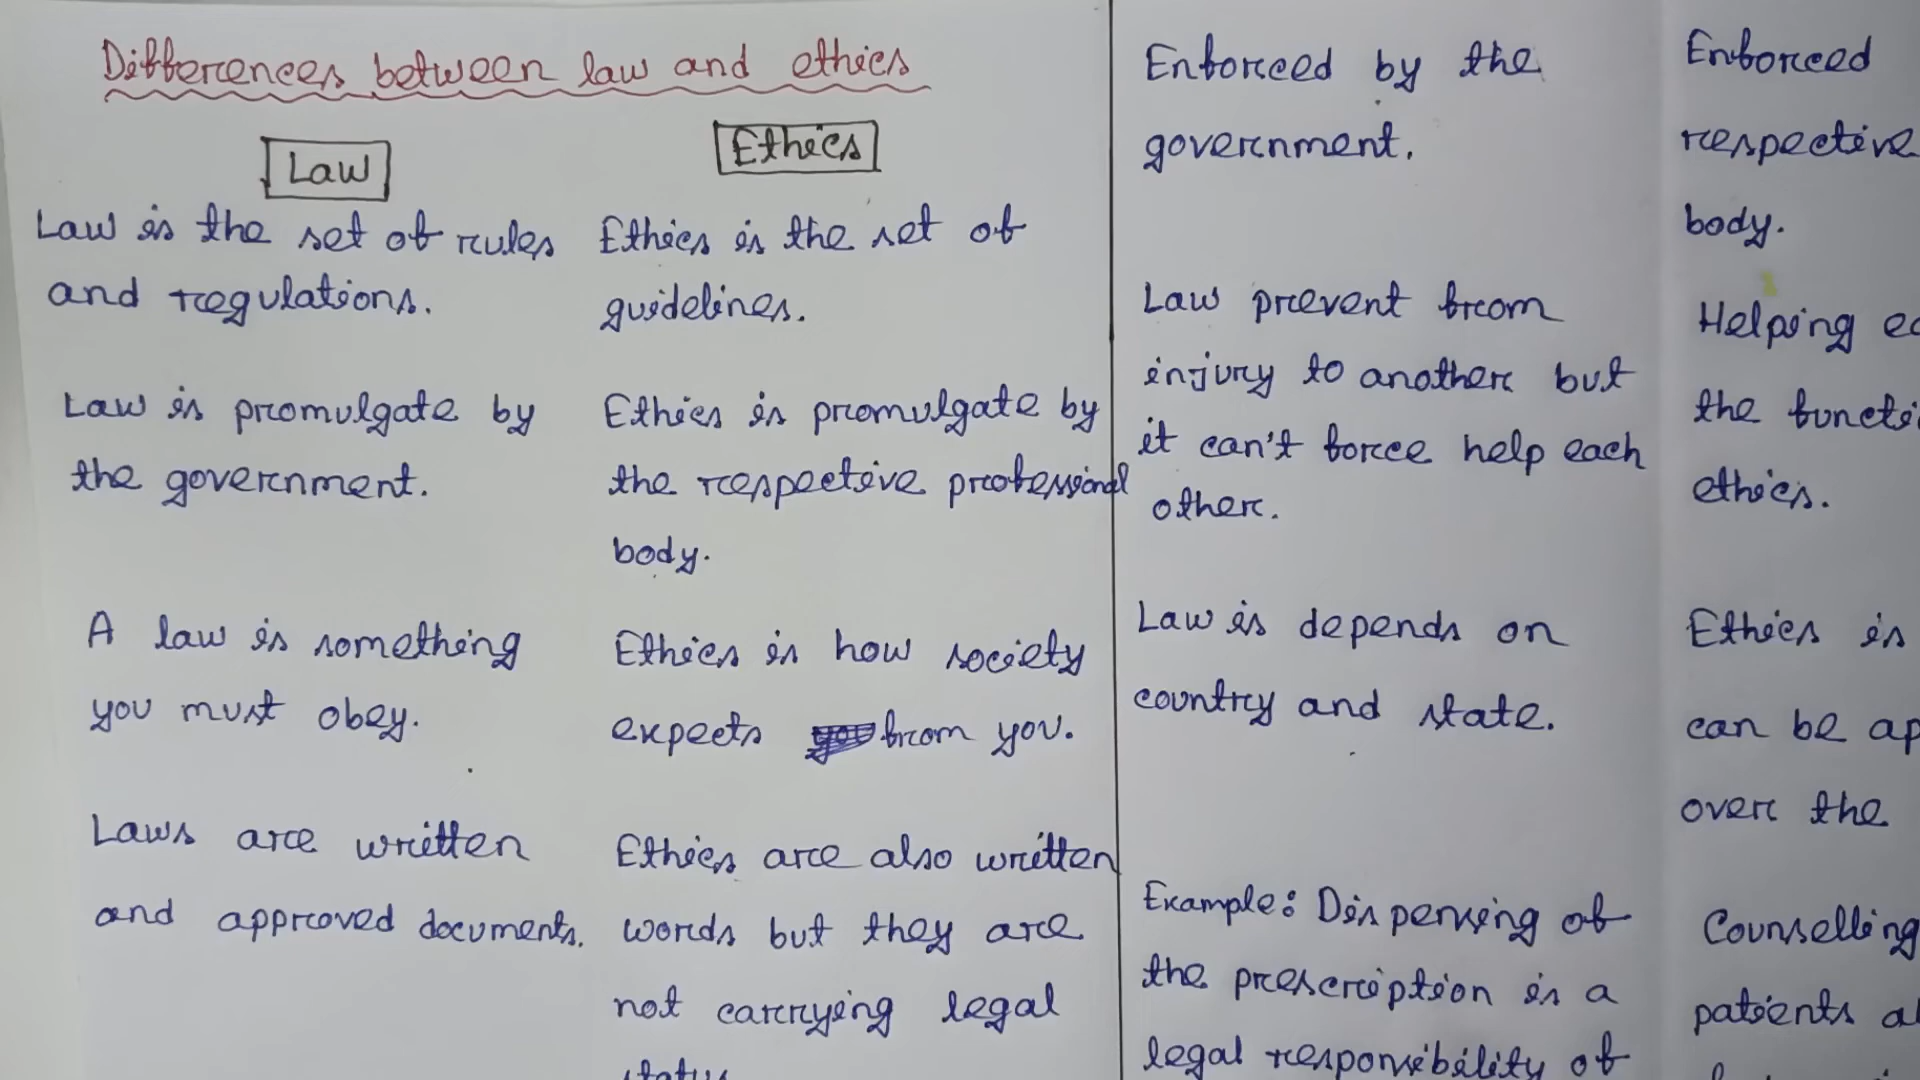 Differences between law and ethics
Law
Ethics
Law is the set of rules
and regulations.
Ethics is the set of
guidelines.
Law is promulgate by
the government.
Ethics is promulgate by
the respective professional
body.
A law is something
you must obey.
Ethics is how society
expects from you.
Laws are written
and approved documents.
Ethics are also written
words but they are
not carrying legal
status
Enforced by the
government.
Enforced
respective
body.
Law prevent from
injury to another but
it can't force help each
other.
Helping
the
ethics.
Law is depends on
country and state.
Ethics is
can be
over the
Example: Dispensing of
the prescription is a
legal responsibility of
Counselling
patients